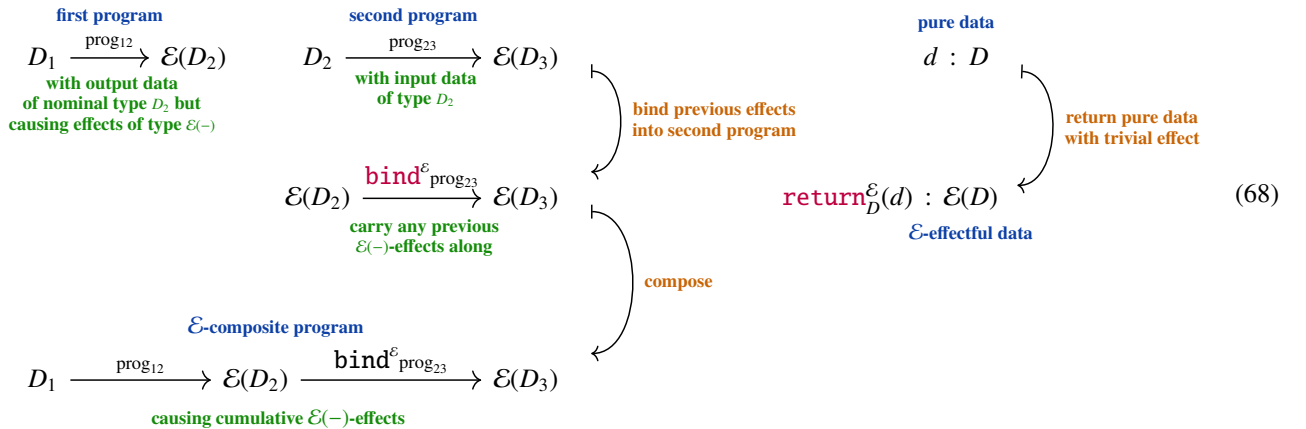 first program
second program
pure data
D₁ —prog₁₂→ ℰ(D₂)
D₂ —prog₂₃→ ℰ(D₃)
d : D
with output data
of nominal type D₂ but
causing effects of type ℰ(−)
with input data
of type D₂
bind previous effects
into second program
return pure data
with trivial effect
ℰ(D₂) —bind^ℰ prog₂₃→ ℰ(D₃)
return^ℰ_D(d) : ℰ(D)
(68)
carry any previous
ℰ(−)-effects along
ℰ-effectful data
compose
ℰ-composite program
D₁ —prog₁₂→ ℰ(D₂) —bind^ℰ prog₂₃→ ℰ(D₃)
causing cumulative ℰ(−)-effects